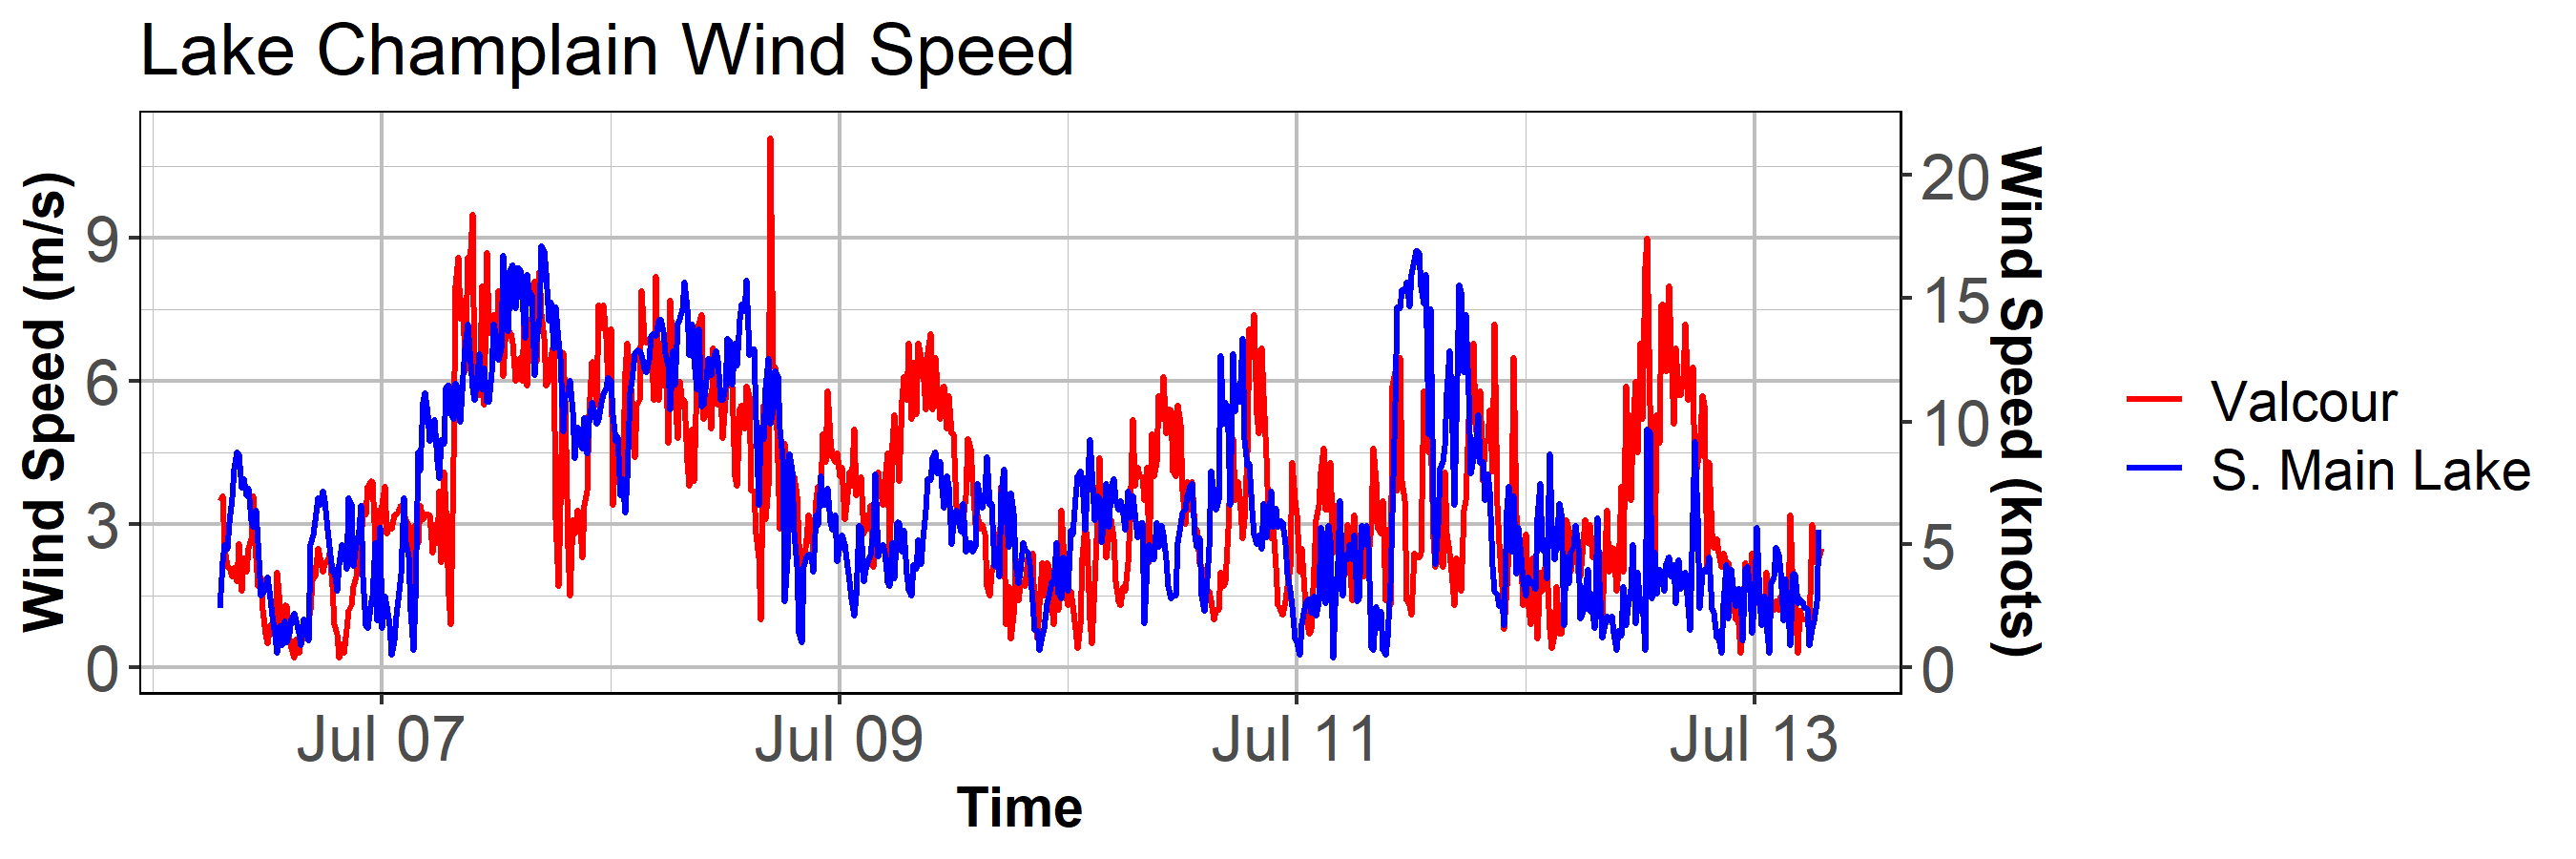 Lake Champlain Wind Speed
Wind Speed (m/s)
9
6
3
0
20
15
10
5
0
Wind Speed (knots)
Jul 07
Jul 09
Jul 11
Jul 13
Time
Valcour
S. Main Lake